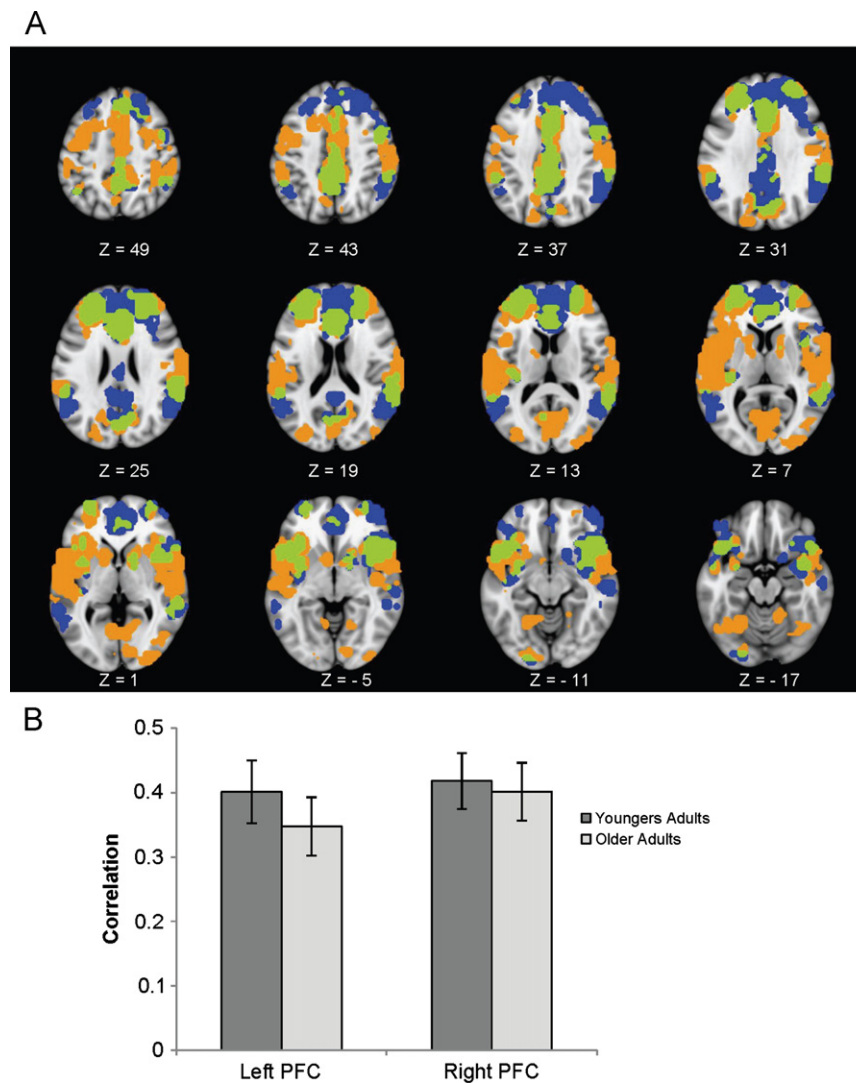 A
Z = 49
Z = 43
Z = 37
Z = 31
Z = 25
Z = 19
Z = 13
Z = 7
Z = 1
Z = - 5
Z = - 11
Z = - 17
B
0.5
0.4
0.3
0.2
0.1
0
Correlation
Left PFC
Right PFC
Youngers Adults
Older Adults